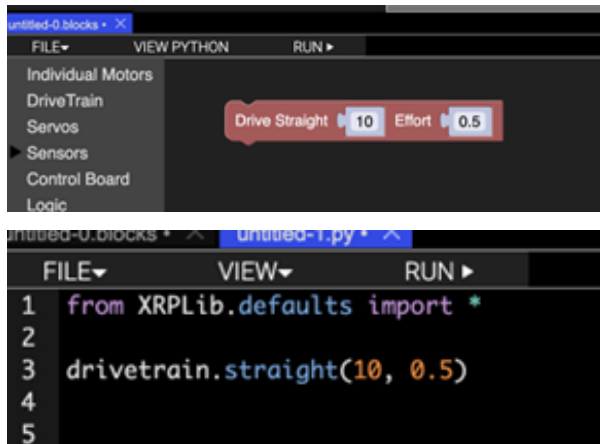 untitled-0.blocks • ×
FILE▾ VIEW PYTHON RUN ▸
Individual Motors
DriveTrain
Servos
Sensors
Control Board
Logic
Drive Straight 10 Effort 0.5
untitled-0.blocks • × untitled-1.py • ×
FILE▾ VIEW▾ RUN ▸
1 from XRPLib.defaults import *
2
3 drivetrain.straight(10, 0.5)
4
5